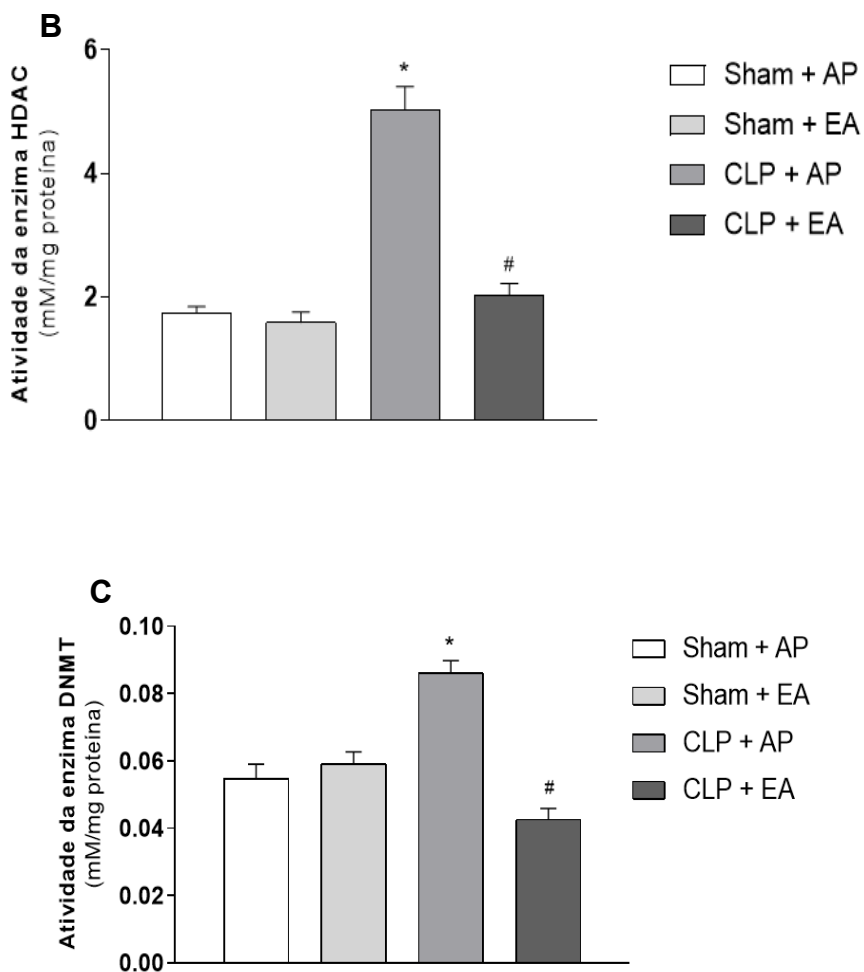 B
Atividade da enzima HDAC
(mM/mg proteína)
6
4
2
0
*
#
Sham + AP
Sham + EA
CLP + AP
CLP + EA
C
Atividade da enzima DNMT
(mM/mg proteína)
0.10
0.08
0.06
0.04
0.02
0.00
*
#
Sham + AP
Sham + EA
CLP + AP
CLP + EA